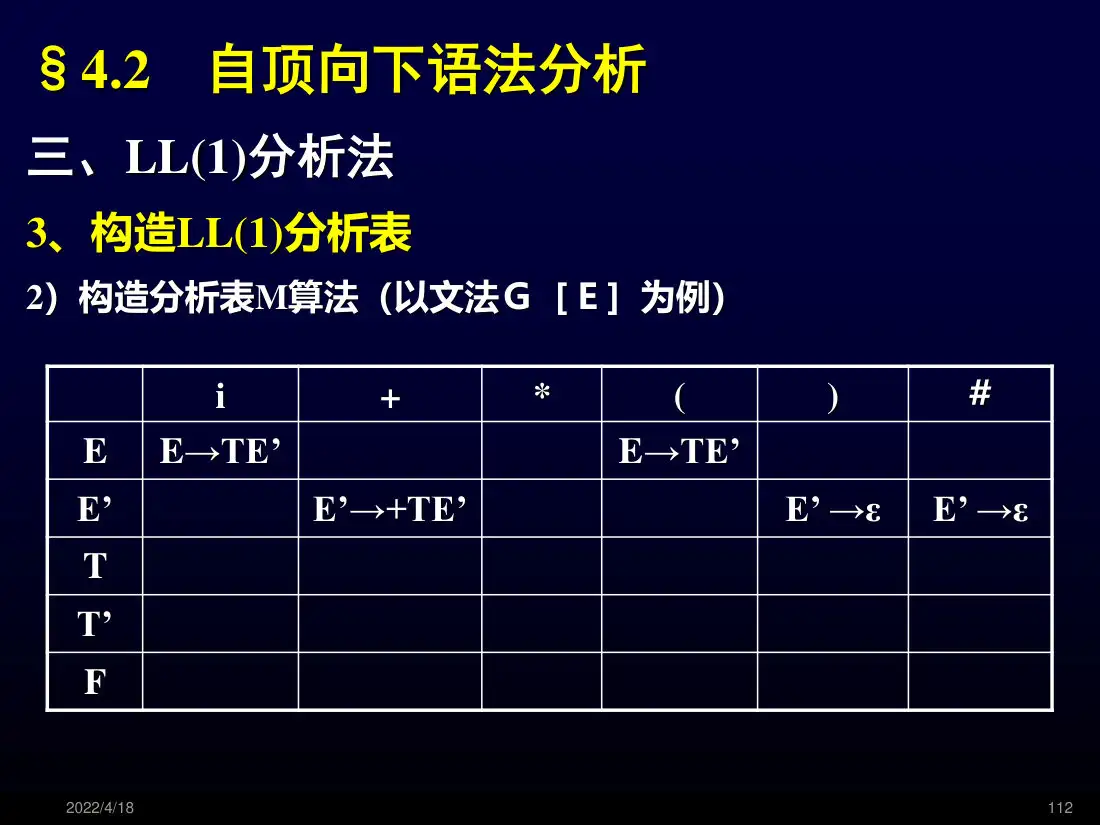 §4.2 自顶向下语法分析
三、LL(1)分析法
3、构造LL(1)分析表
2）构造分析表M算法（以文法G［E］为例）
i + * ( ) #
E E→TE’ E→TE’
E’ E’→+TE’ E’ →ε E’ →ε
T
T’
F
2022/4/18 112